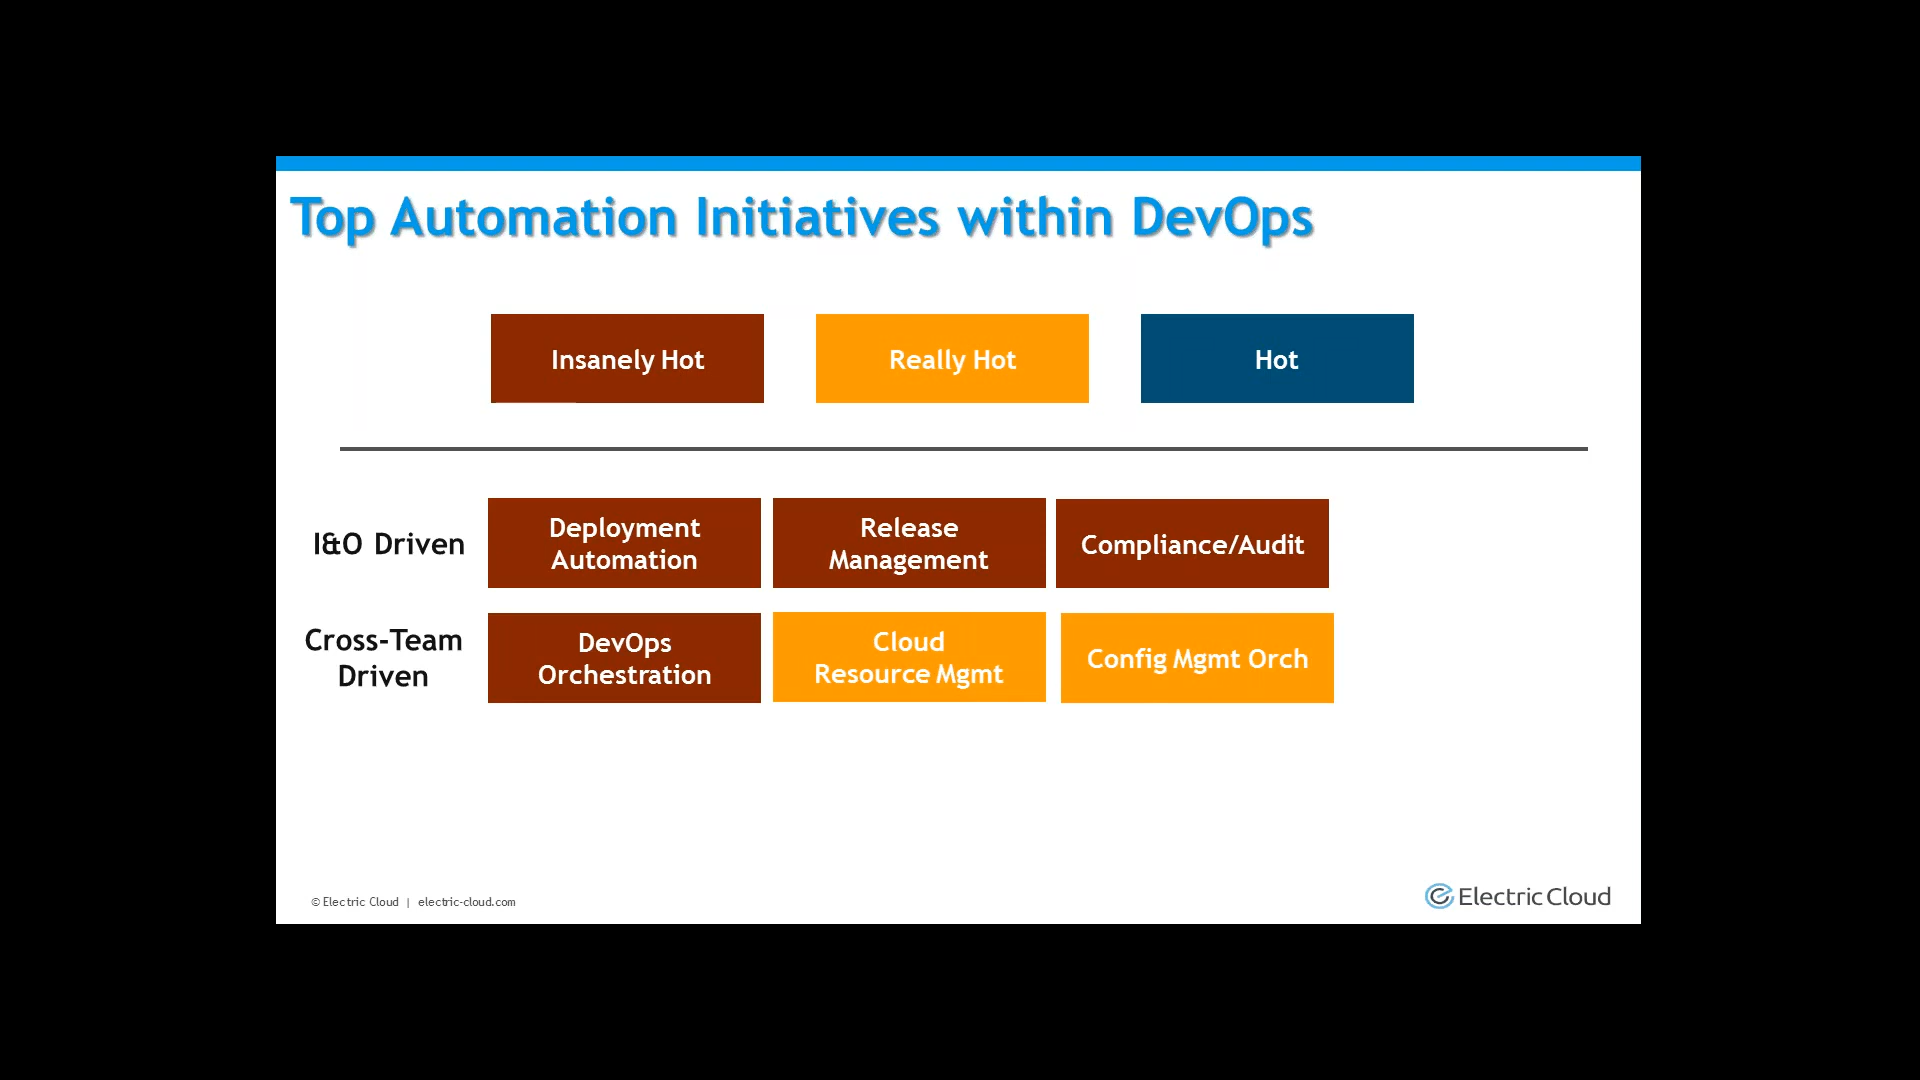 Top Automation Initiatives within DevOps
Insanely Hot
Really Hot
Hot
I&O Driven
Deployment
Automation
Release
Management
Compliance/Audit
Cross-Team
Driven
DevOps
Orchestration
Cloud
Resource Mgmt
Config Mgmt Orch
© Electric Cloud | electric-cloud.com
Electric Cloud